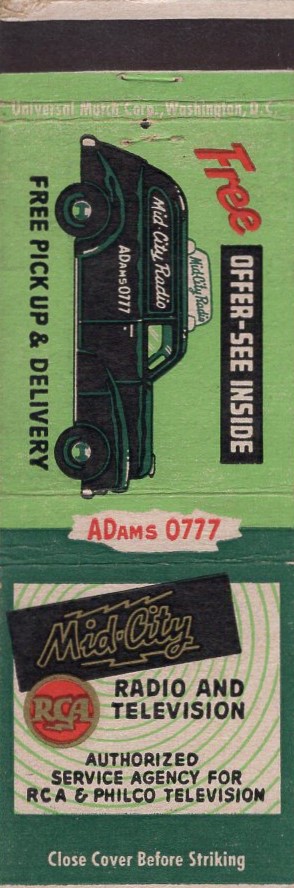 Universal Match Corp., Washington, D.C.
Free
OFFER-SEE INSIDE
Mid City Radio
Mid-City Radio
ADAMS 0777
FREE PICK UP & DELIVERY
ADAMS 0777
Mid-City
RCA
RADIO AND
TELEVISION
AUTHORIZED
SERVICE AGENCY FOR
RCA & PHILCO TELEVISION
Close Cover Before Striking